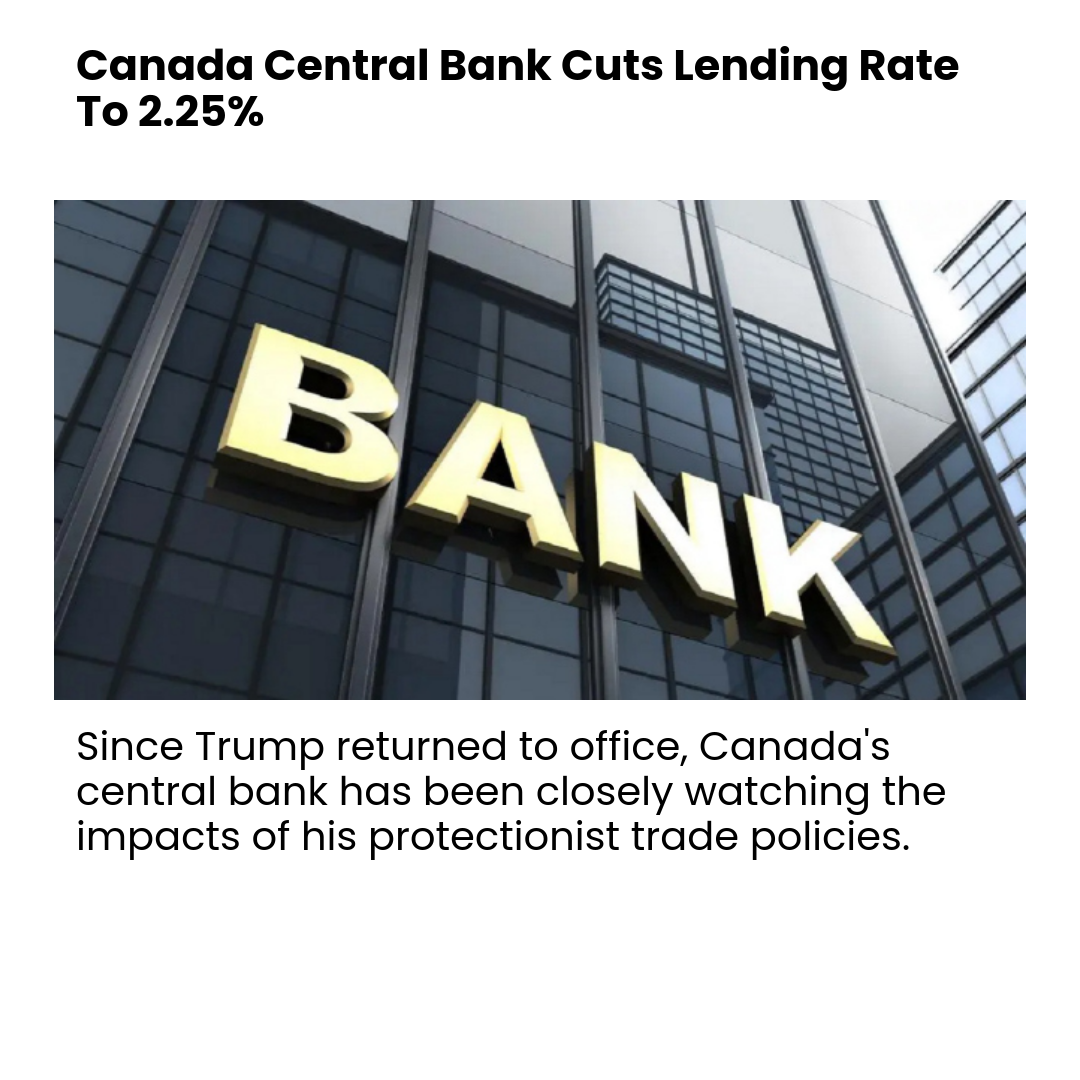 Canada Central Bank Cuts Lending Rate
To 2.25%
BANK
Since Trump returned to office, Canada's
central bank has been closely watching the
impacts of his protectionist trade policies.